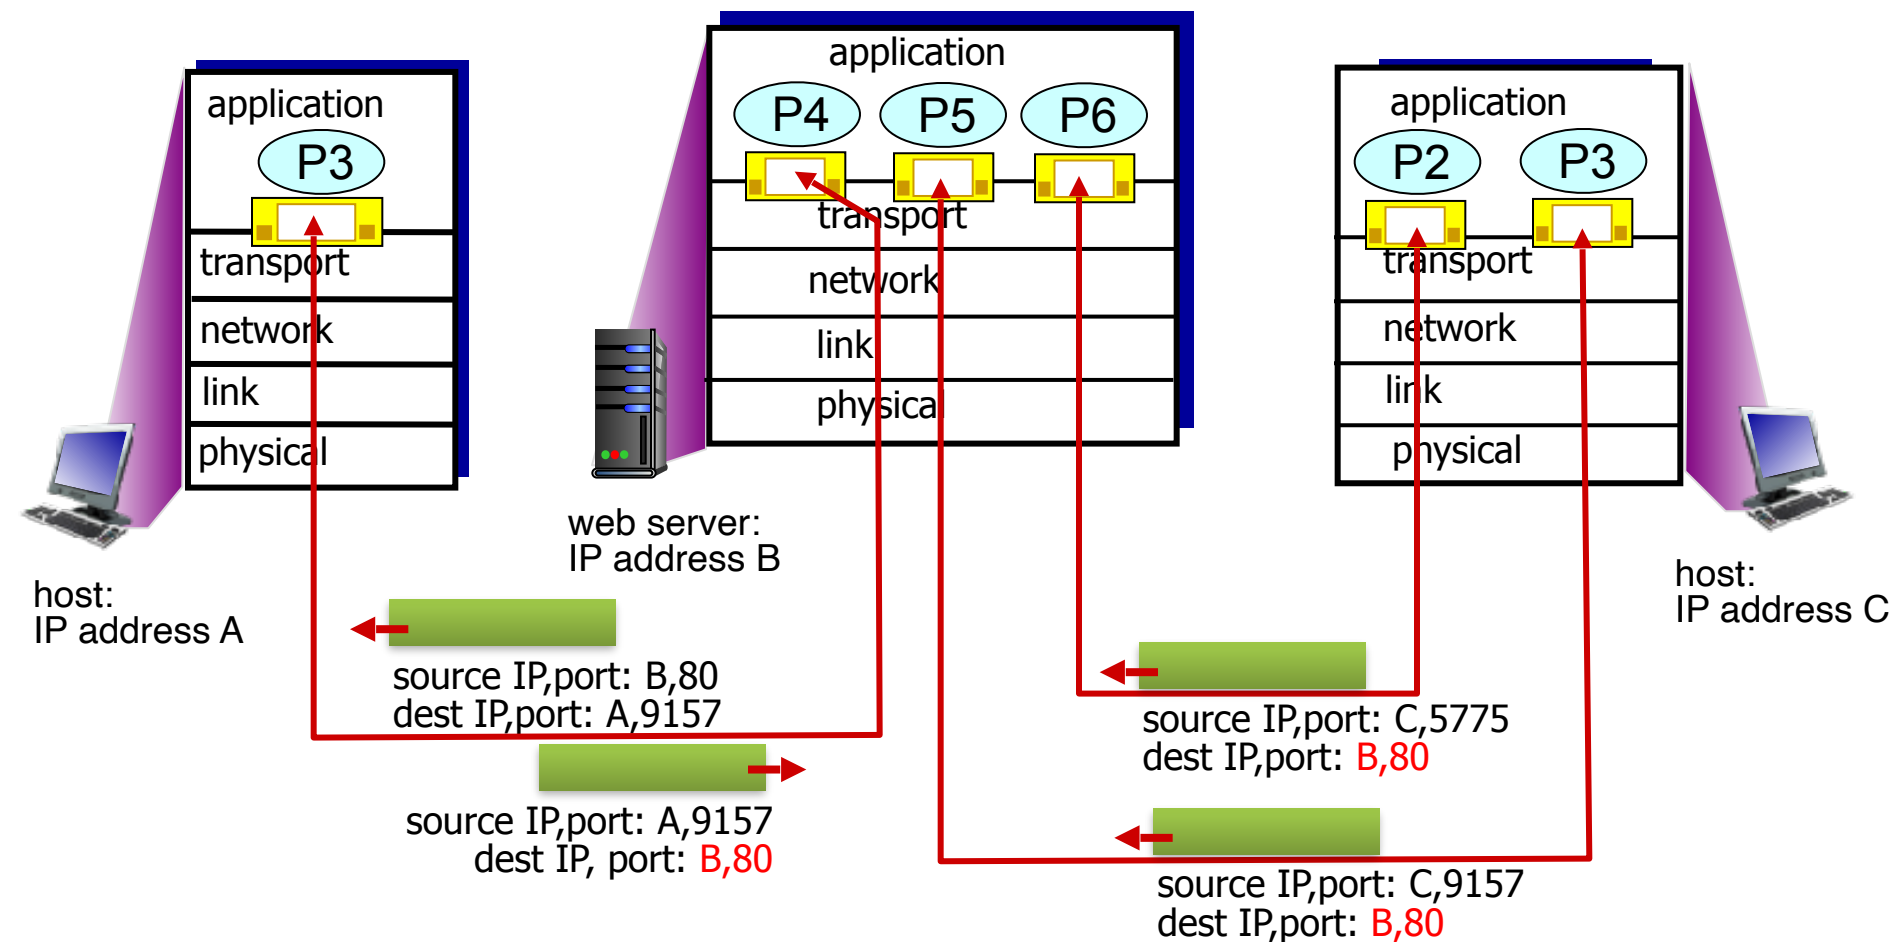 application
P3
transport
network
link
physical
host:
IP address A
application
P4
P5
P6
transport
network
link
physical
web server:
IP address B
application
P2
P3
transport
network
link
physical
host:
IP address C
source IP,port: B,80
dest IP,port: A,9157
source IP,port: A,9157
dest IP, port: B,80
source IP,port: C,5775
dest IP,port: B,80
source IP,port: C,9157
dest IP,port: B,80